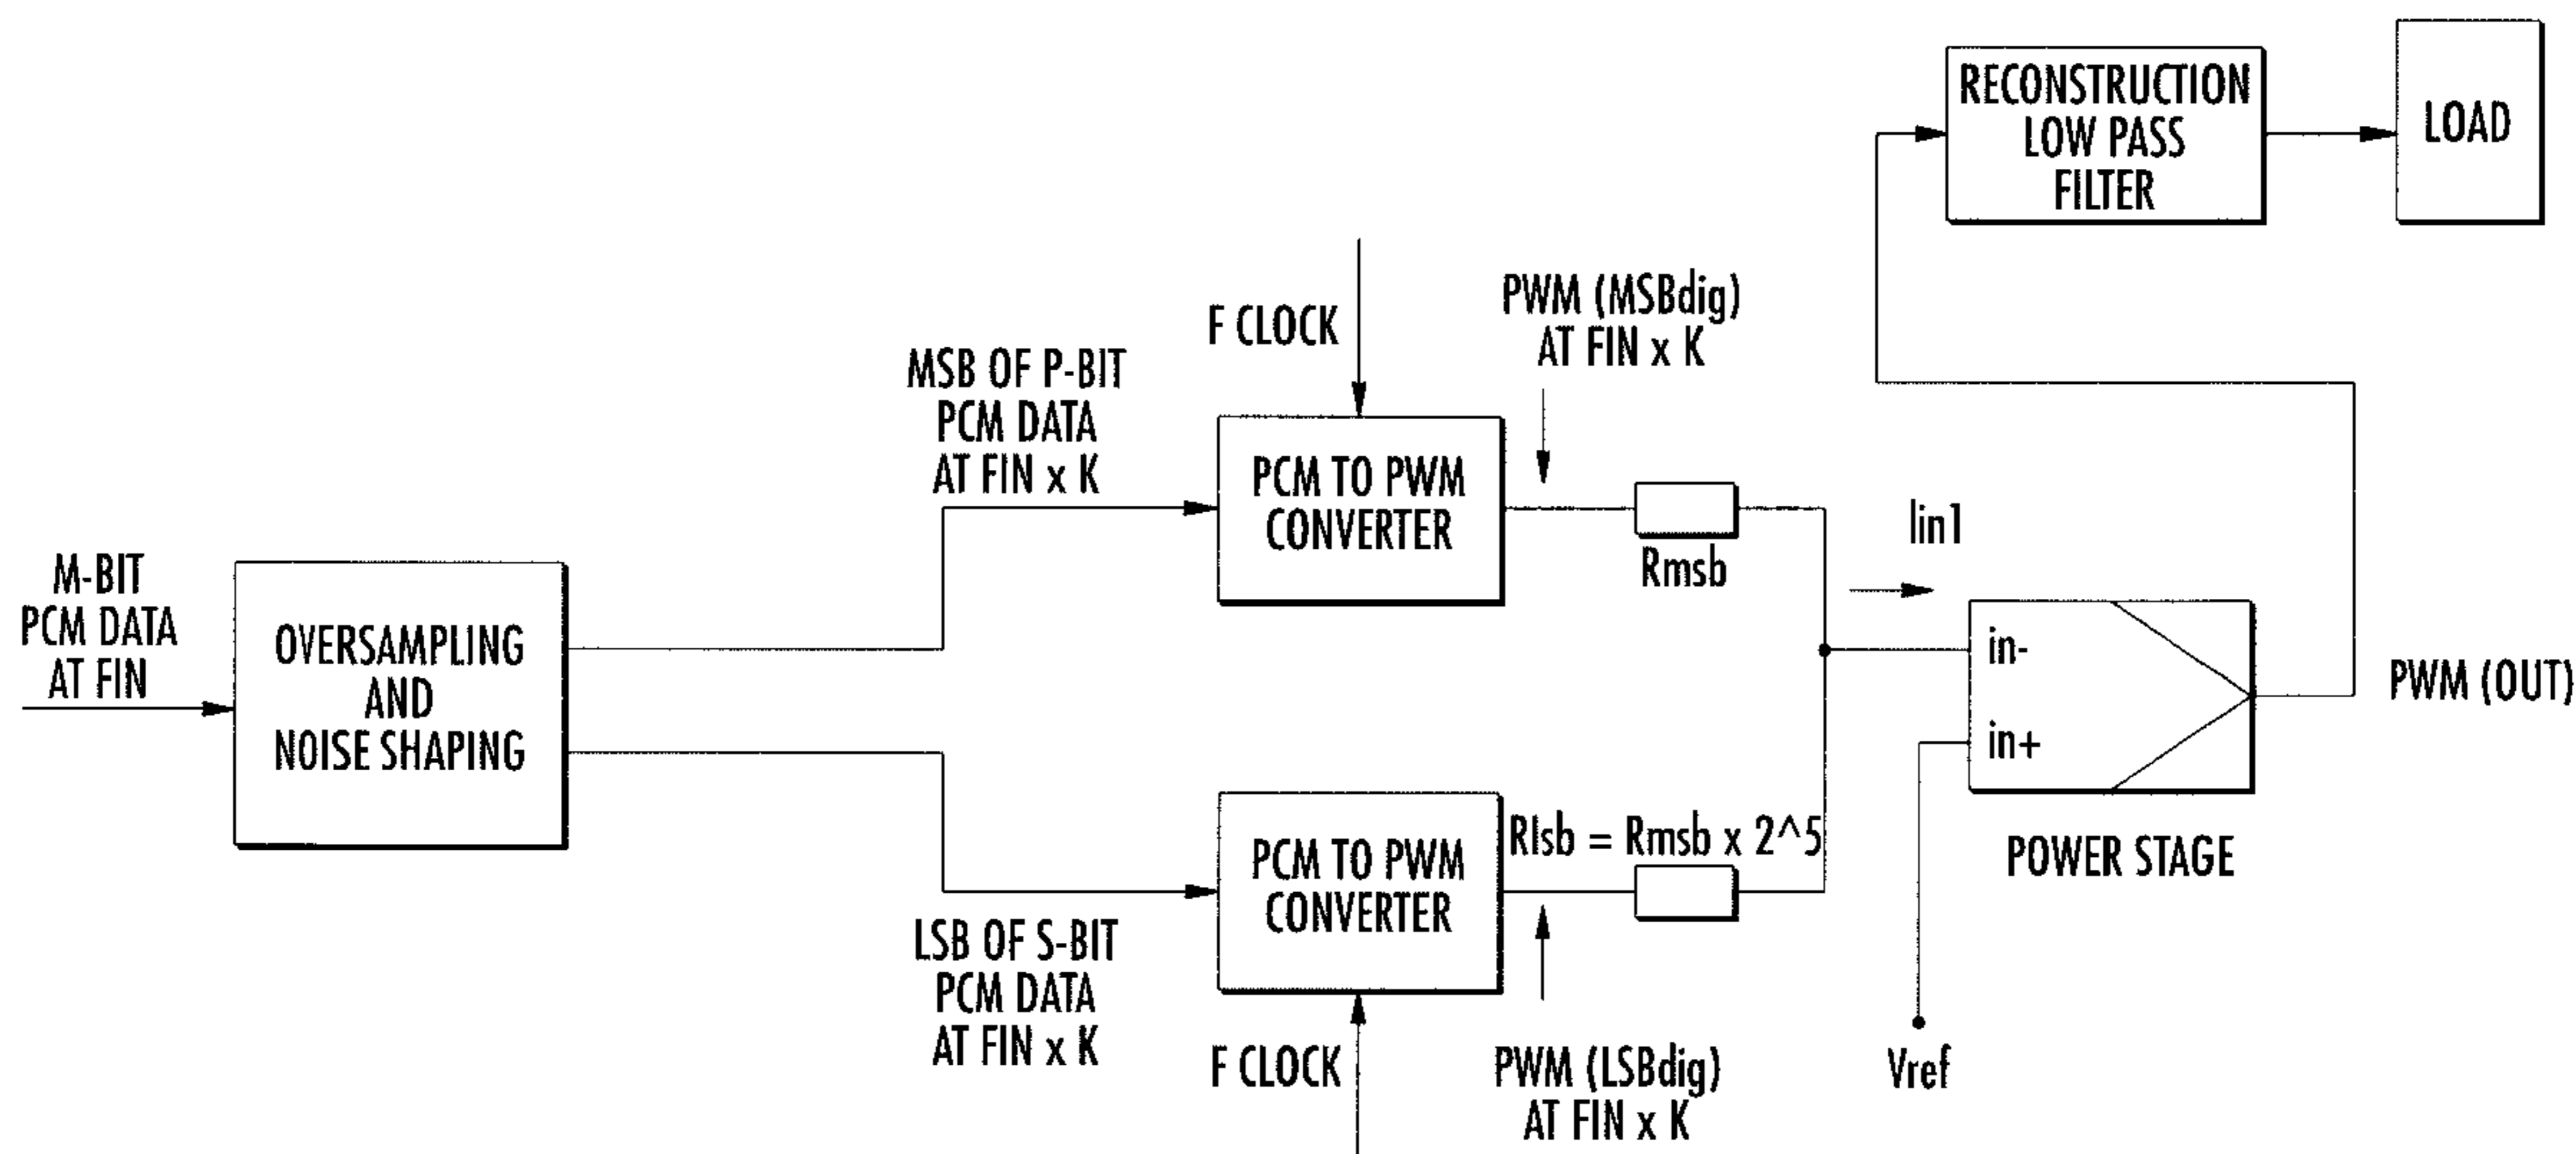 RECONSTRUCTION
LOW PASS
FILTER
LOAD
F CLOCK
PWM (MSBdig)
AT FIN x K
MSB OF P-BIT
PCM DATA
AT FIN x K
PCM TO PWM
CONVERTER
Rmsb
Iin1
M-BIT
PCM DATA
AT FIN
OVERSAMPLING
AND
NOISE SHAPING
in-
in+
PWM (OUT)
POWER STAGE
Rlsb = Rmsb x 2^5
PCM TO PWM
CONVERTER
LSB OF S-BIT
PCM DATA
AT FIN x K
F CLOCK
PWM (LSBdig)
AT FIN x K
Vref